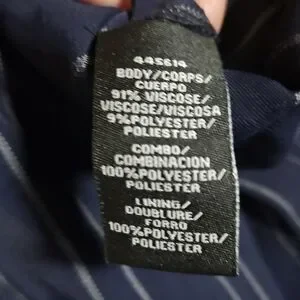 445614
BODY/CORPS/
CUERPO
91% VISCOSE/
VISCOSE/VISCOSA
9%POLYESTER/
POLIESTER
COMBO/
COMBINACION
100%POLYESTER/
POLIESTER
LINING/
DOUBLURE/
FORRO
100%POLYESTER/
POLIESTER